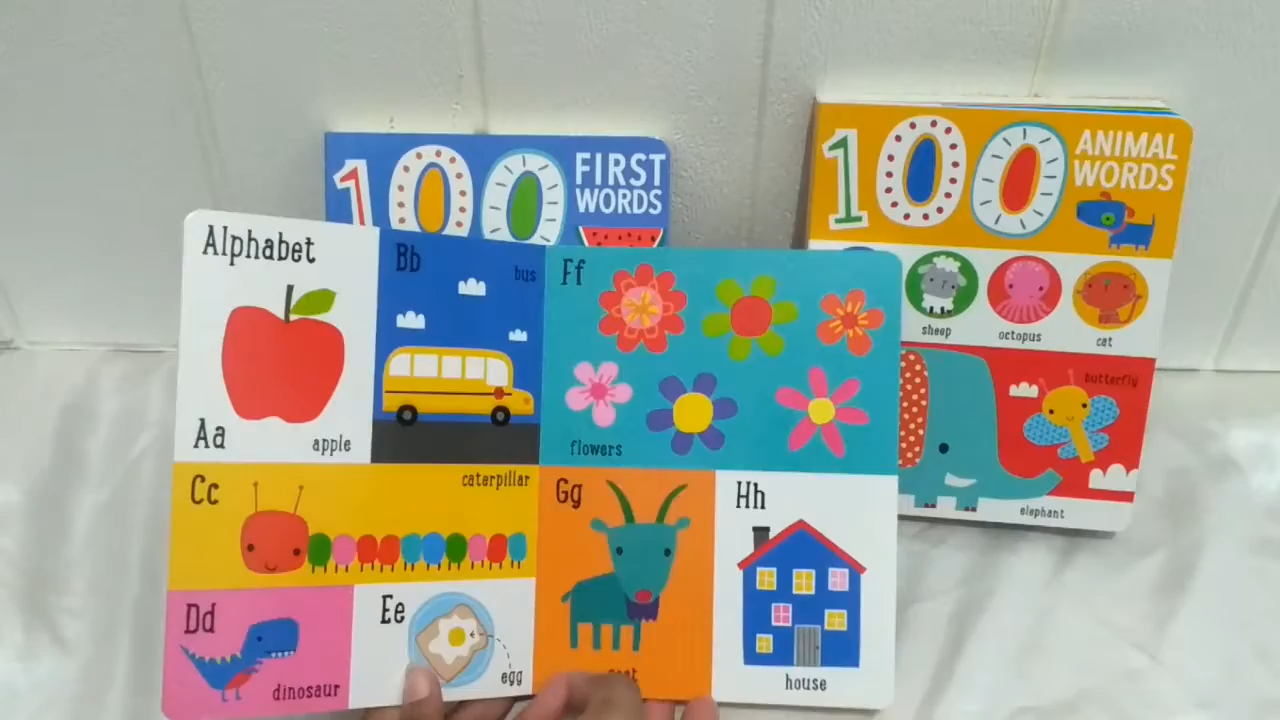 100
FIRST
WORDS
100
ANIMAL
WORDS
sheep
octopus
cat
butterfly
elephant
Alphabet
Aa
apple
Bb
bus
Cc
caterpillar
Dd
dinosaur
Ee
egg
Ff
flowers
Gg
Hh
house